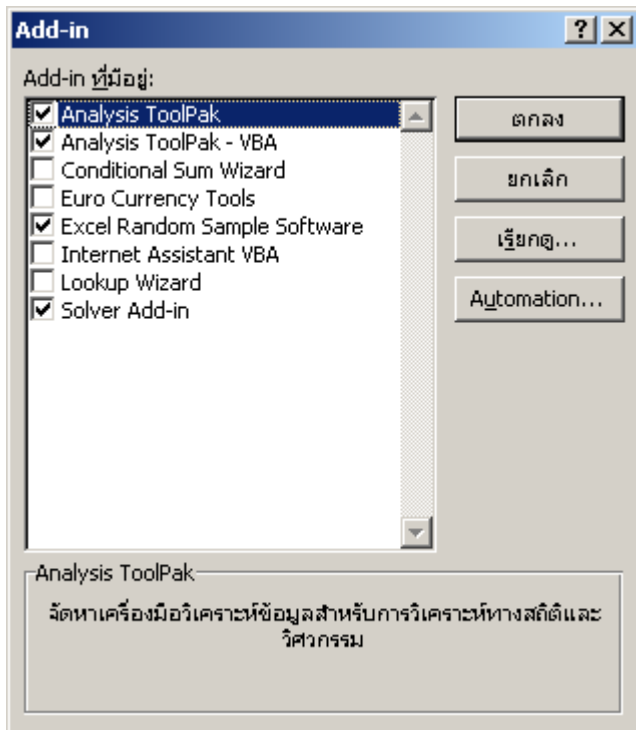 Add-in
Add-in ที่มีอยู่:
Analysis ToolPak
Analysis ToolPak - VBA
Conditional Sum Wizard
Euro Currency Tools
Excel Random Sample Software
Internet Assistant VBA
Lookup Wizard
Solver Add-in
ตกลง
ยกเลิก
เรียกดู...
Automation...
Analysis ToolPak
จัดหาเครื่องมือวิเคราะห์ข้อมูลสำหรับการวิเคราะห์ทางสถิติและ
วิศวกรรม